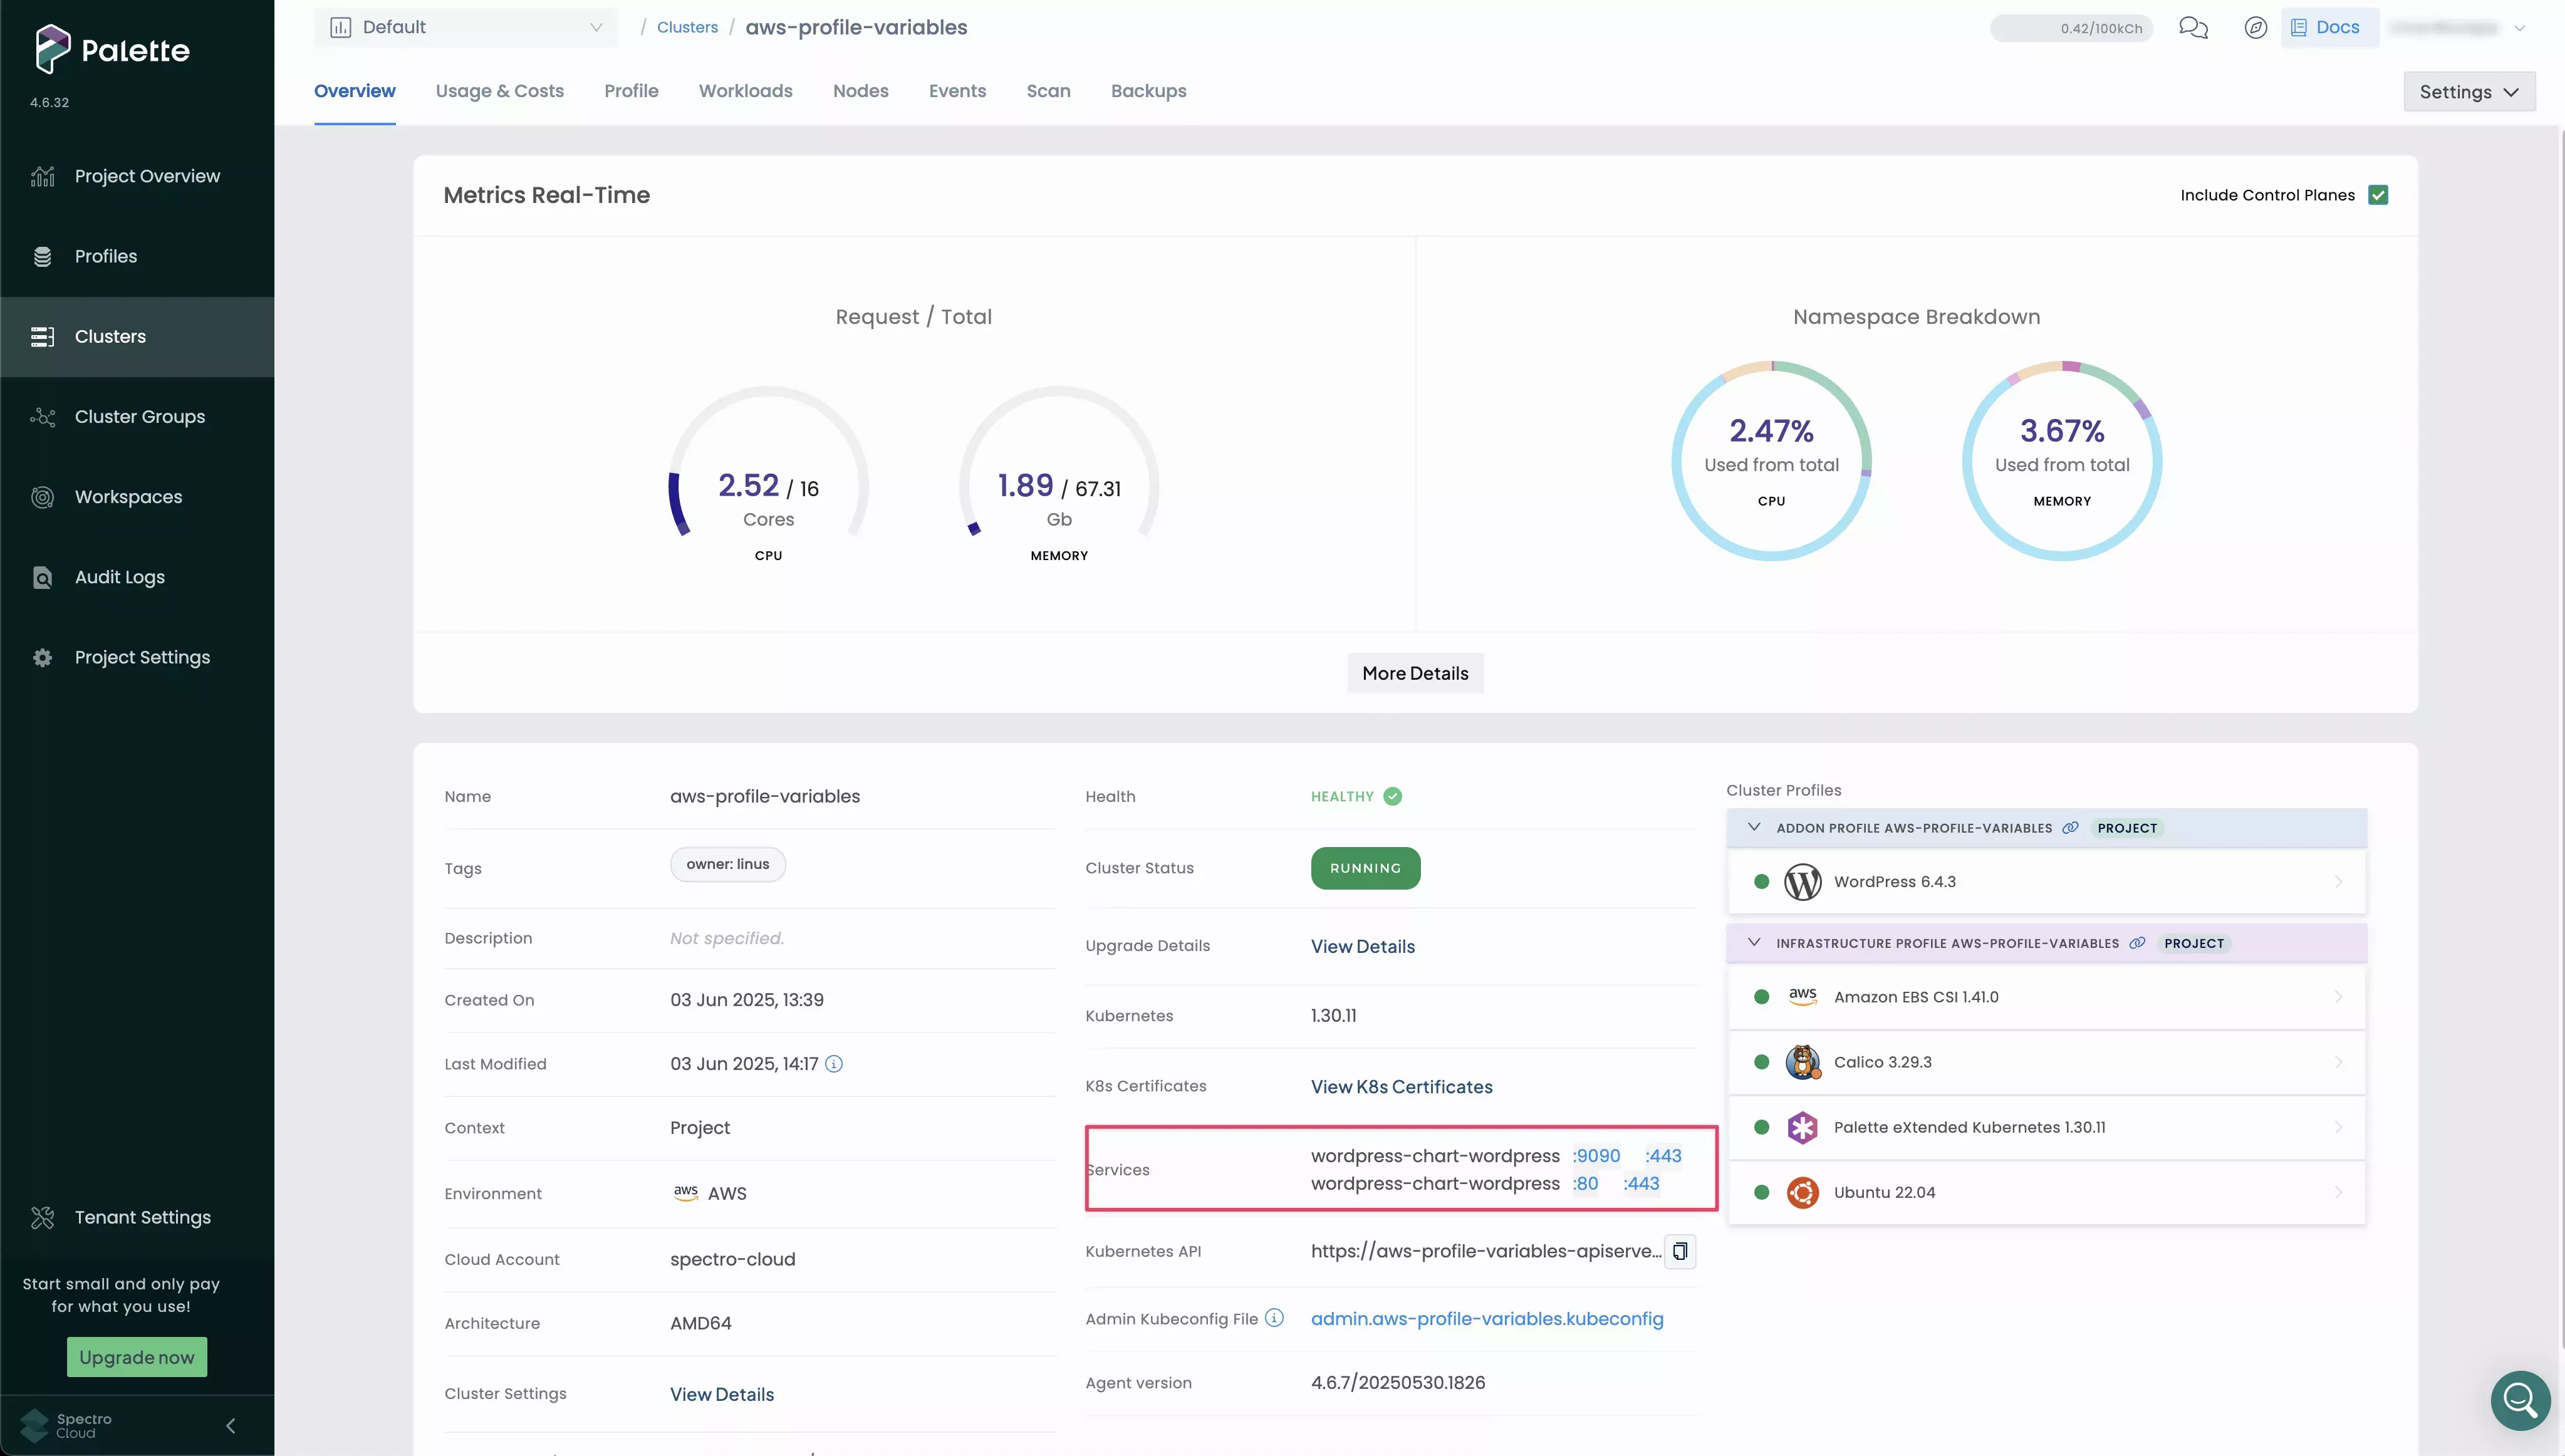 Palette
4.6.32
Project Overview
Profiles
Clusters
Cluster Groups
Workspaces
Audit Logs
Project Settings
Tenant Settings
Start small and only pay
for what you use!
Upgrade now
Spectro
Cloud
Default
/ Clusters / aws-profile-variables
0.42/100kCh
Docs
Overview
Usage & Costs
Profile
Workloads
Nodes
Events
Scan
Backups
Settings
Metrics Real-Time
Include Control Planes
Request / Total
2.52 / 16
Cores
CPU
1.89 / 67.31
Gb
MEMORY
Namespace Breakdown
2.47%
Used from total
CPU
3.67%
Used from total
MEMORY
More Details
Name aws-profile-variables
Tags owner: linus
Description Not specified.
Created On 03 Jun 2025, 13:39
Last Modified 03 Jun 2025, 14:17
Context Project
Environment aws AWS
Cloud Account spectro-cloud
Architecture AMD64
Cluster Settings View Details
Health HEALTHY
Cluster Status RUNNING
Upgrade Details View Details
Kubernetes 1.30.11
K8s Certificates View K8s Certificates
Services
wordpress-chart-wordpress :9090 :443
wordpress-chart-wordpress :80 :443
Kubernetes API https://aws-profile-variables-apiserve...
Admin Kubeconfig File admin.aws-profile-variables.kubeconfig
Agent version 4.6.7/20250530.1826
Cluster Profiles
ADDON PROFILE AWS-PROFILE-VARIABLES PROJECT
WordPress 6.4.3
INFRASTRUCTURE PROFILE AWS-PROFILE-VARIABLES PROJECT
aws Amazon EBS CSI 1.41.0
Calico 3.29.3
Palette eXtended Kubernetes 1.30.11
Ubuntu 22.04